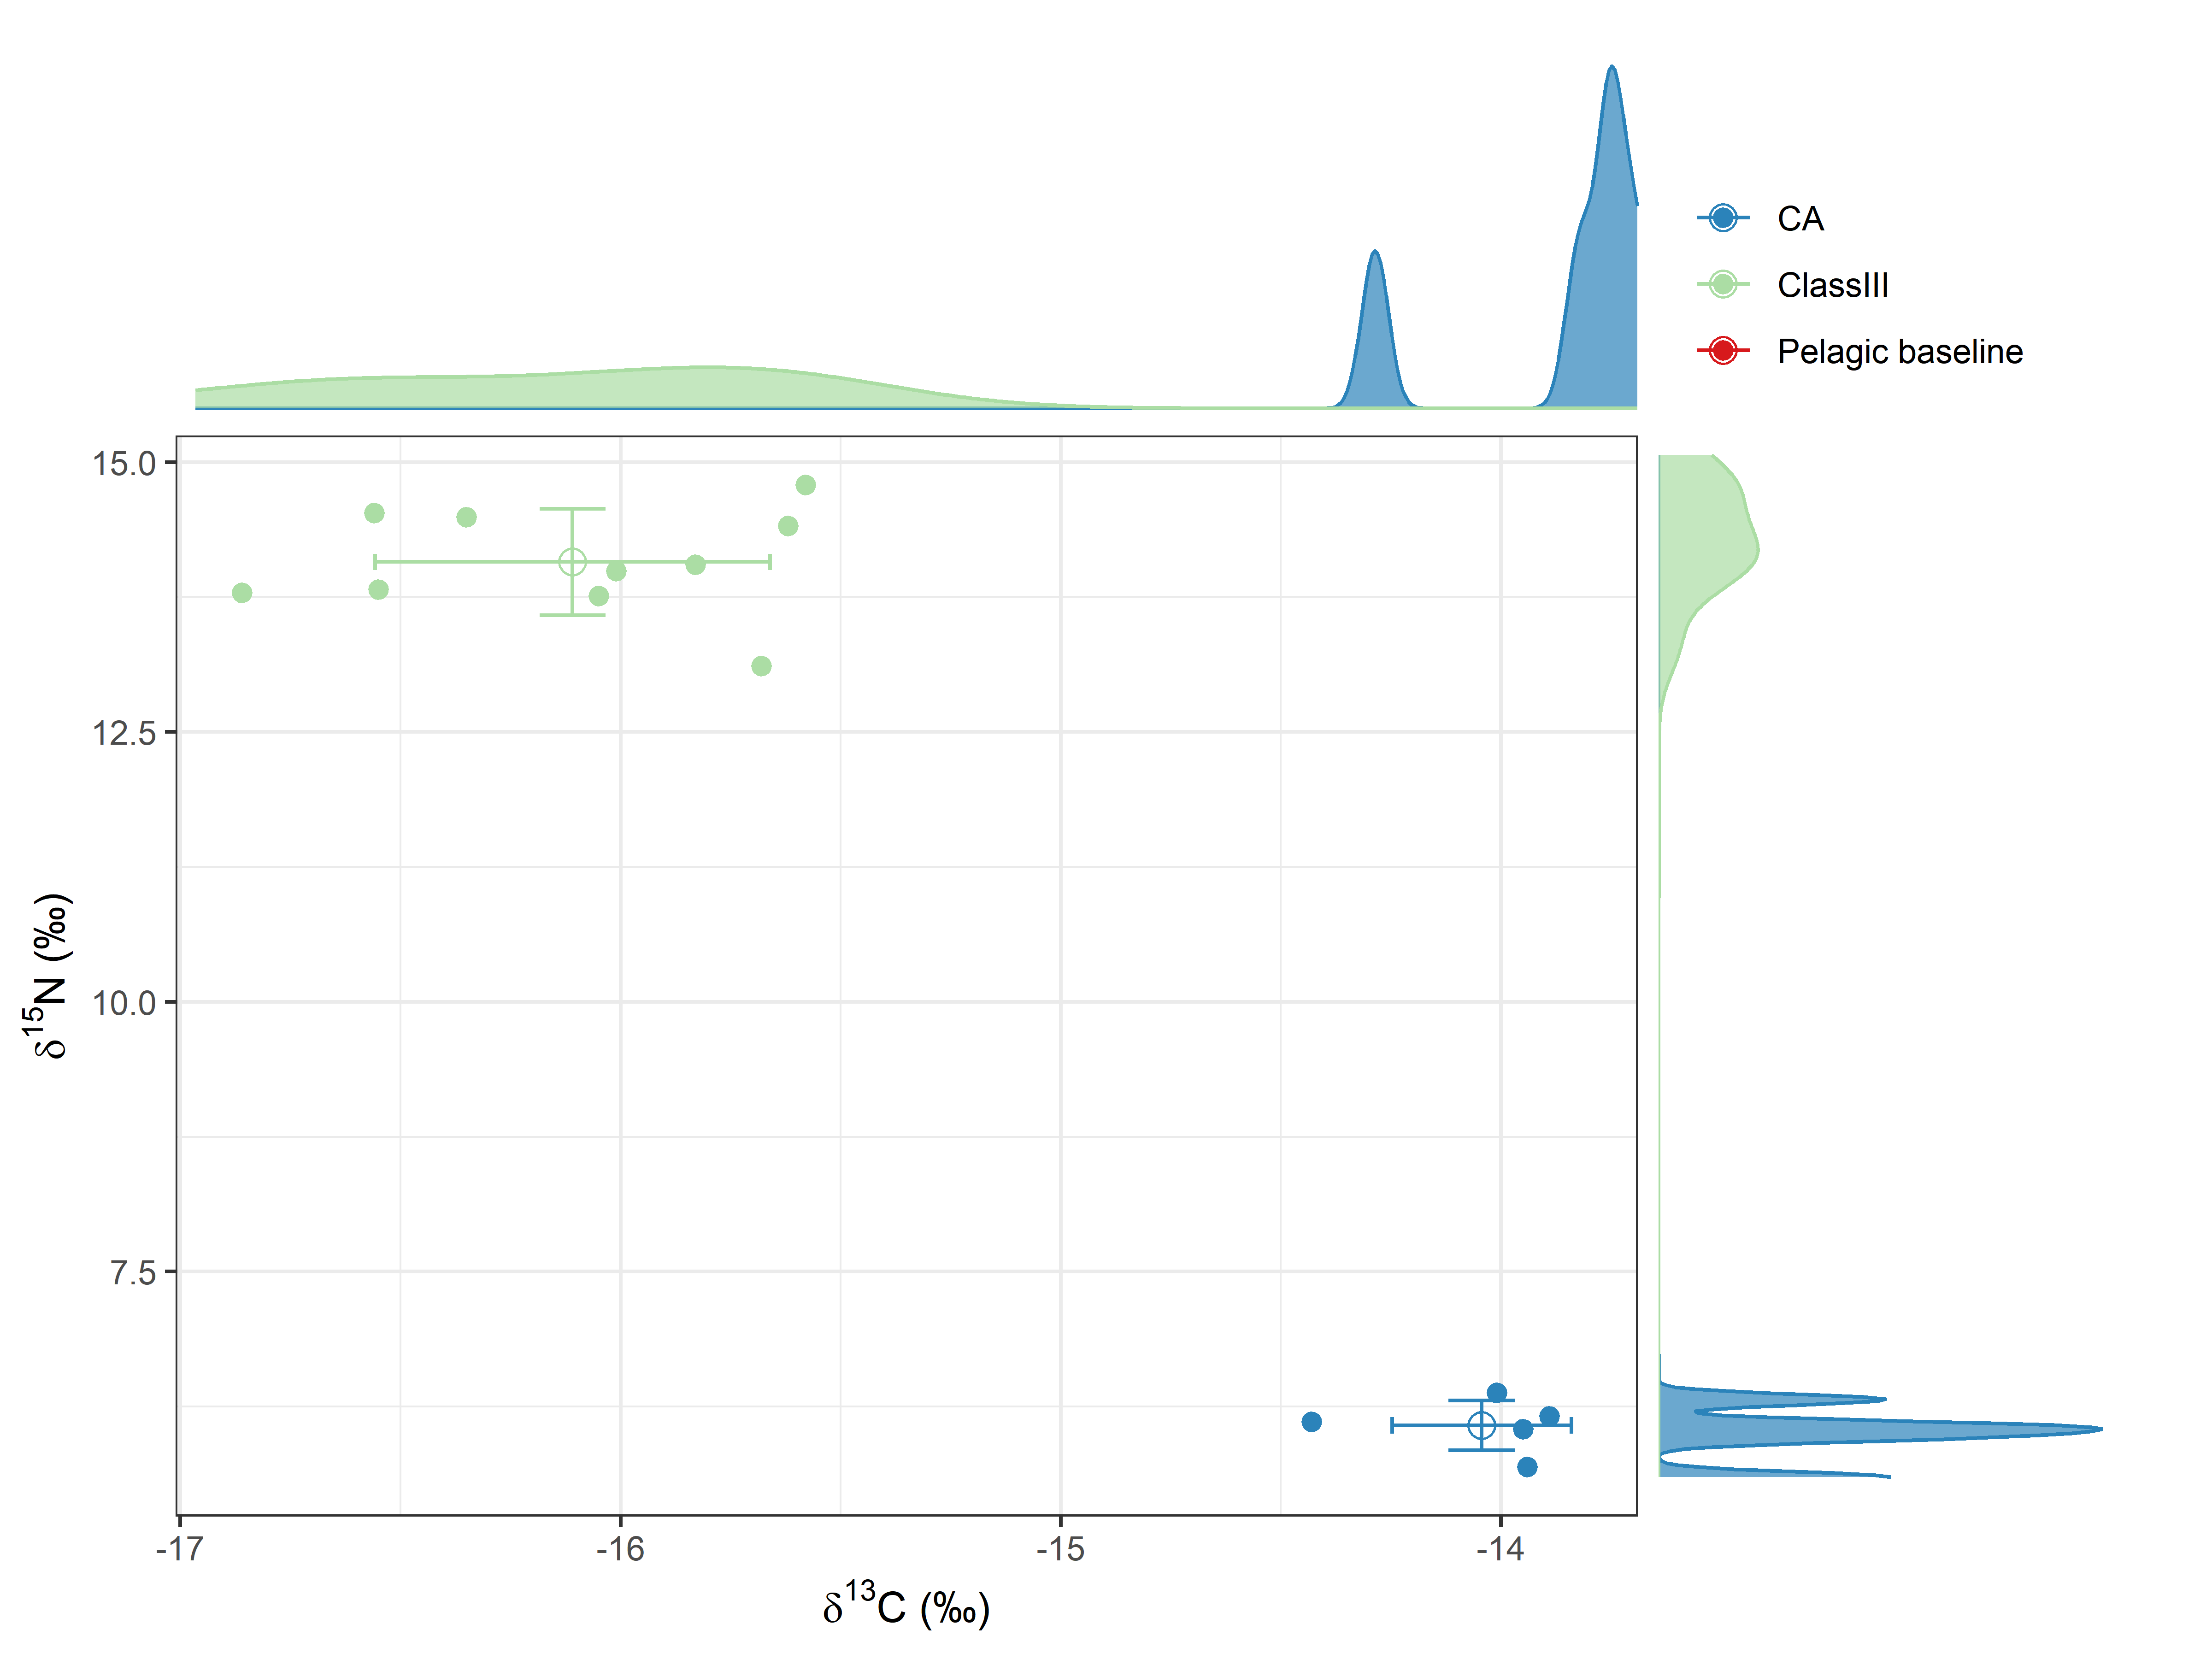 CA
ClassIII
Pelagic baseline
15.0
12.5
10.0
7.5
δ¹⁵N (‰)
-17
-16
-15
-14
δ¹³C (‰)